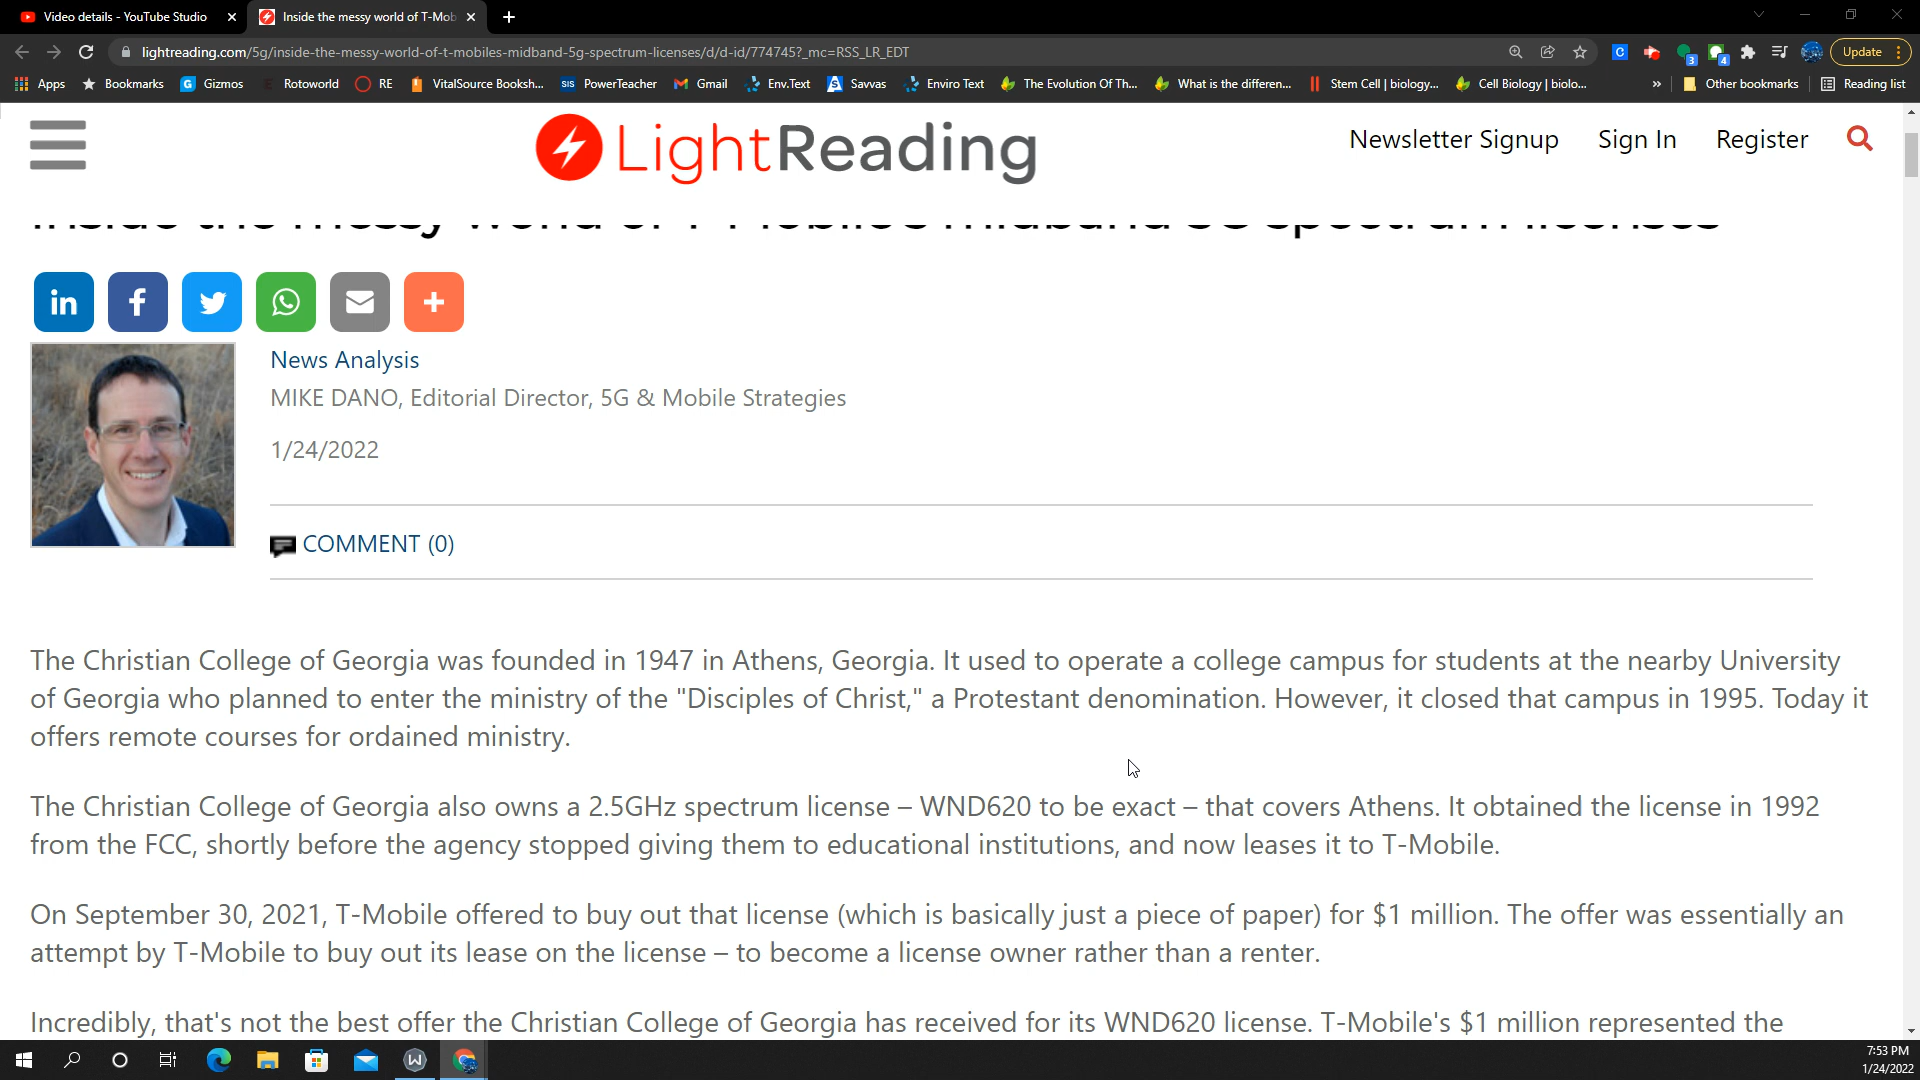 Video details - YouTube Studio
Inside the messy world of T-Mob
lightreading.com/5g/inside-the-messy-world-of-t-mobiles-midband-5g-spectrum-licenses/d/d-id/774745?_mc=RSS_LR_EDT
Update
3
4
Apps
Bookmarks
Gizmos
Rotoworld
RE
VitalSource Booksh...
SIS PowerTeacher
Gmail
Env.Text
Savvas
Enviro Text
The Evolution Of Th...
What is the differen...
Stem Cell | biology...
Cell Biology | biolo...
»
Other bookmarks
Reading list
LightReading
Newsletter Signup
Sign In
Register
Inside the messy world of T-Mobile's midband 5G spectrum licenses
News Analysis
MIKE DANO, Editorial Director, 5G & Mobile Strategies
1/24/2022
COMMENT (0)
The Christian College of Georgia was founded in 1947 in Athens, Georgia. It used to operate a college campus for students at the nearby University
of Georgia who planned to enter the ministry of the "Disciples of Christ," a Protestant denomination. However, it closed that campus in 1995. Today it
offers remote courses for ordained ministry.
The Christian College of Georgia also owns a 2.5GHz spectrum license – WND620 to be exact – that covers Athens. It obtained the license in 1992
from the FCC, shortly before the agency stopped giving them to educational institutions, and now leases it to T-Mobile.
On September 30, 2021, T-Mobile offered to buy out that license (which is basically just a piece of paper) for $1 million. The offer was essentially an
attempt by T-Mobile to buy out its lease on the license – to become a license owner rather than a renter.
Incredibly, that's not the best offer the Christian College of Georgia has received for its WND620 license. T-Mobile's $1 million represented the
7:53 PM
1/24/2022